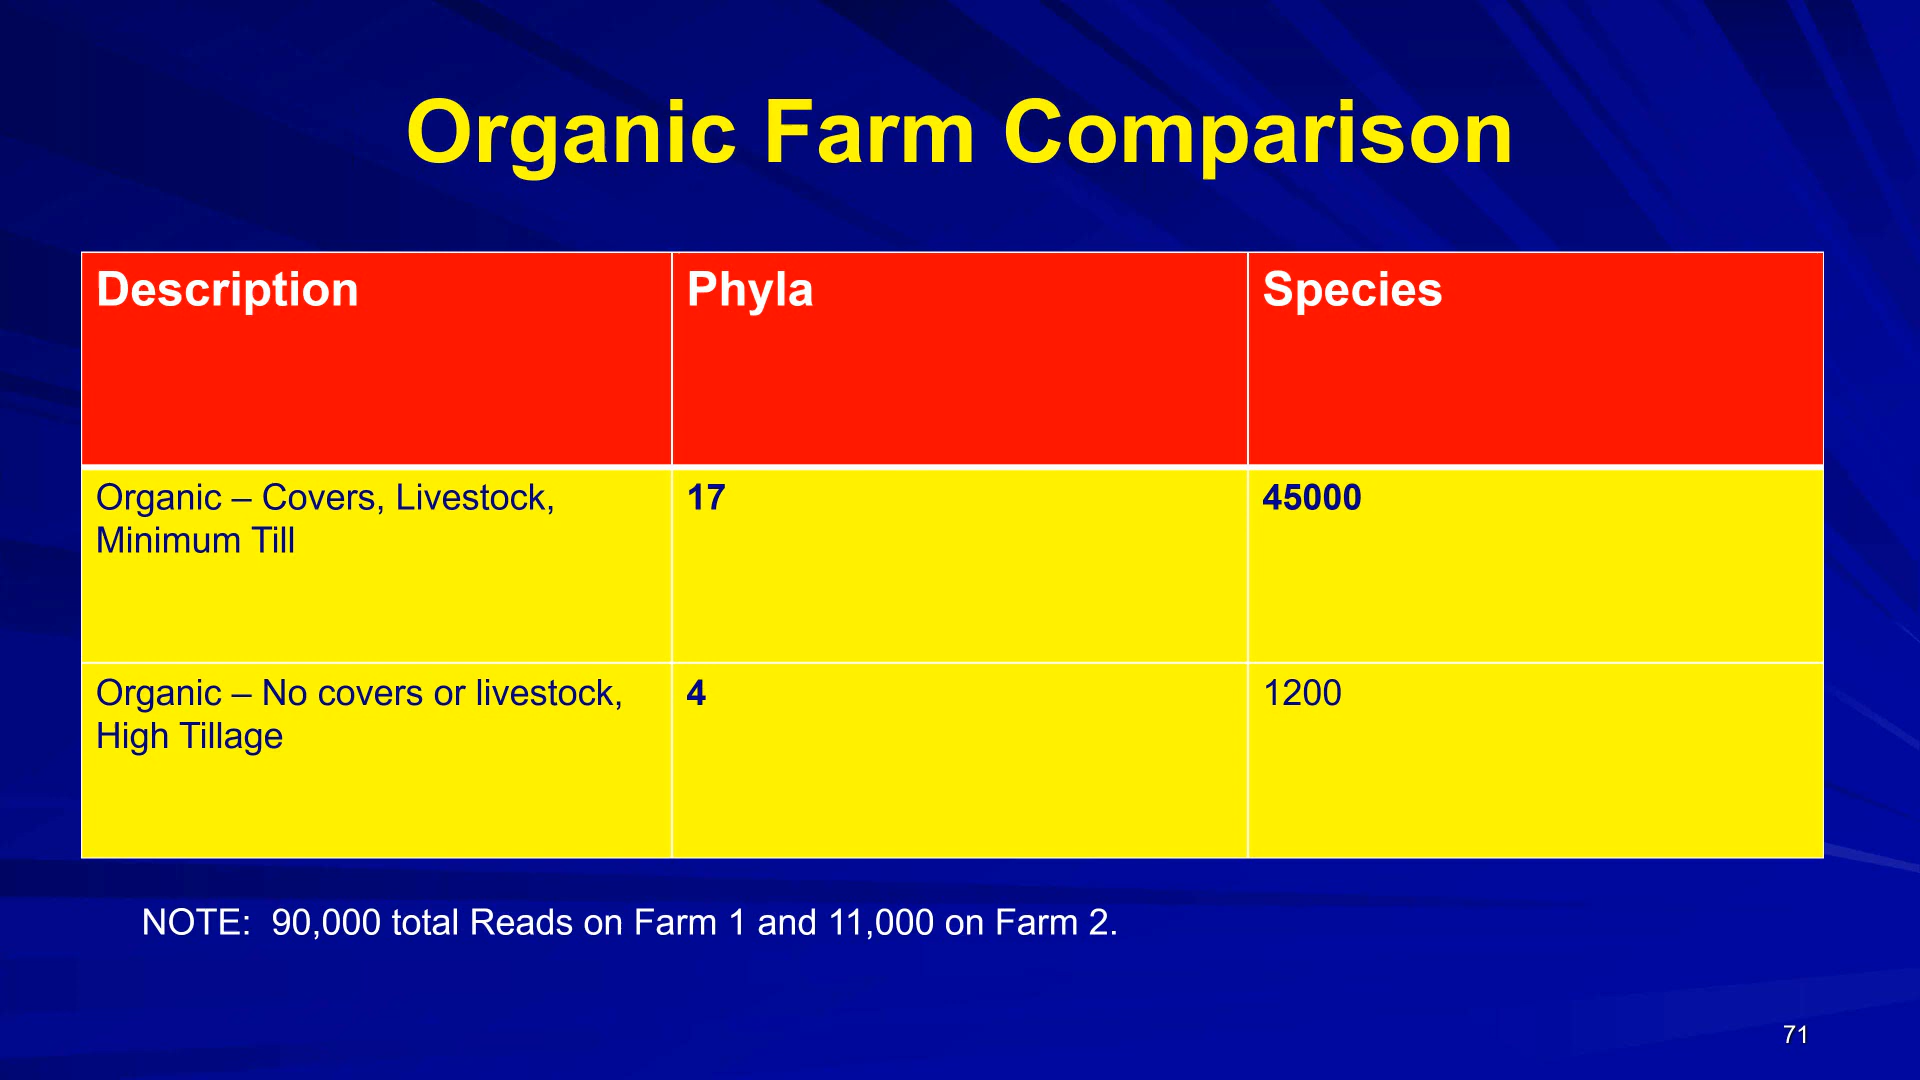 Organic Farm Comparison
Description
Phyla
Species
Organic – Covers, Livestock,
Minimum Till
17
45000
Organic – No covers or livestock,
High Tillage
4
1200
NOTE:  90,000 total Reads on Farm 1 and 11,000 on Farm 2.
71